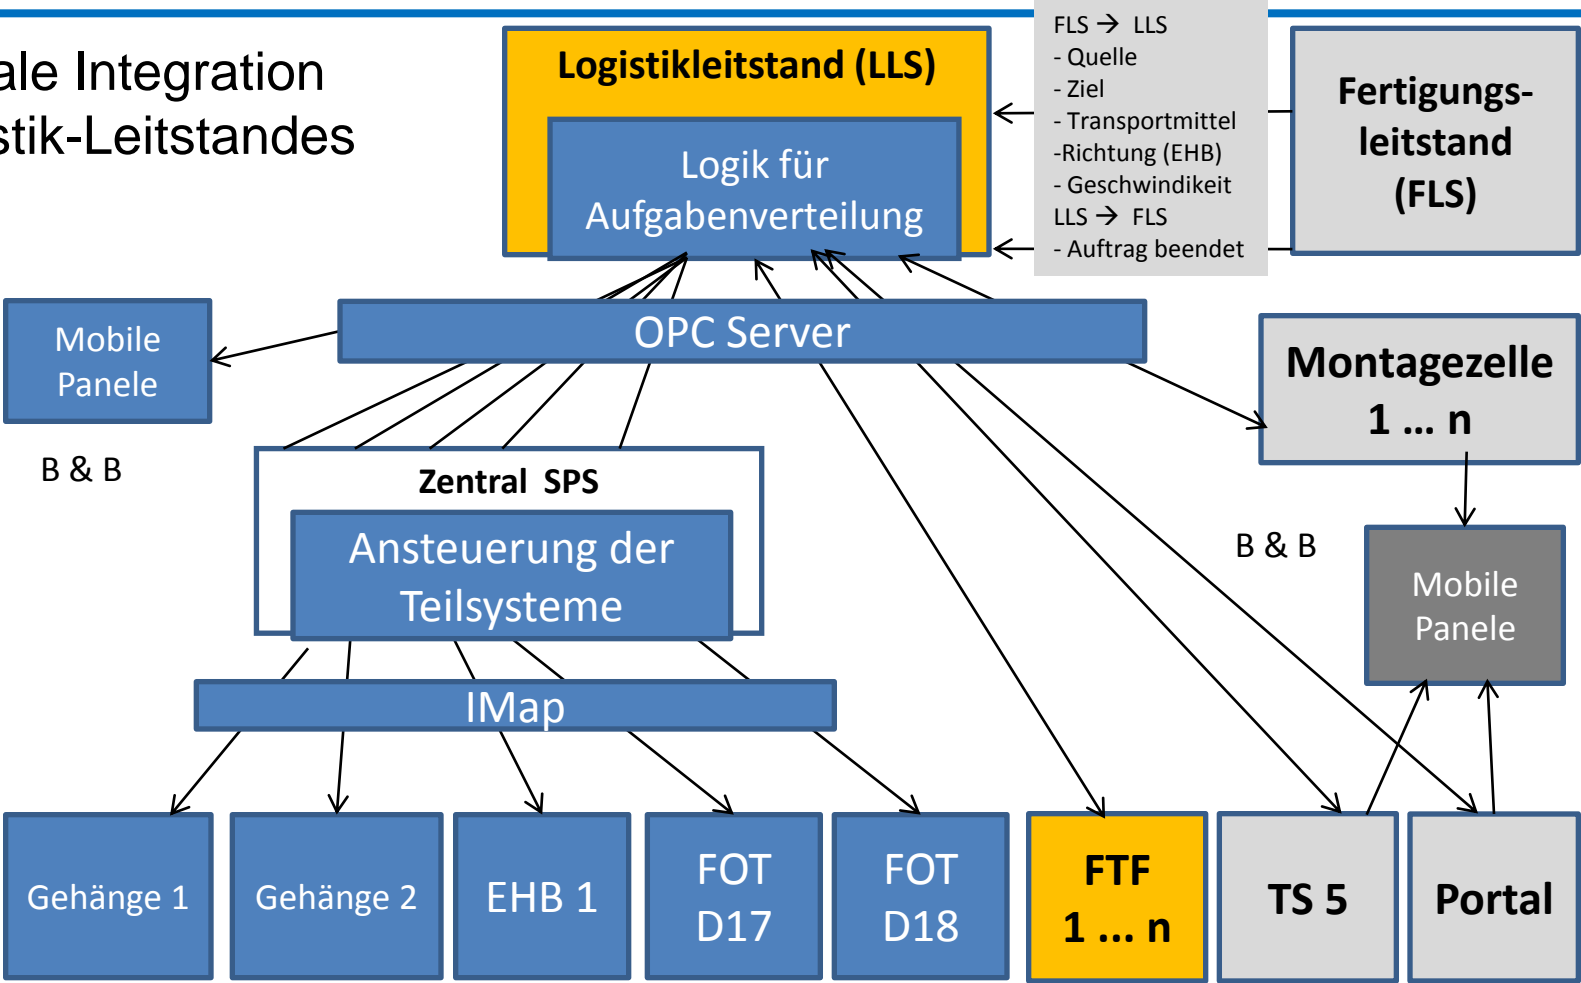 ale Integration
stik-Leitstandes
Logistikleitstand (LLS)
Logik für
Aufgabenverteilung
FLS → LLS
- Quelle
- Ziel
- Transportmittel
-Richtung (EHB)
- Geschwindikeit
LLS → FLS
- Auftrag beendet
Fertigungs-
leitstand
(FLS)
OPC Server
Mobile
Panele
B & B
Montagezelle
1 ... n
Zentral SPS
Ansteuerung der
Teilsysteme
B & B
Mobile
Panele
IMap
Gehänge 1
Gehänge 2
EHB 1
FOT
D17
FOT
D18
FTF
1 ... n
TS 5
Portal